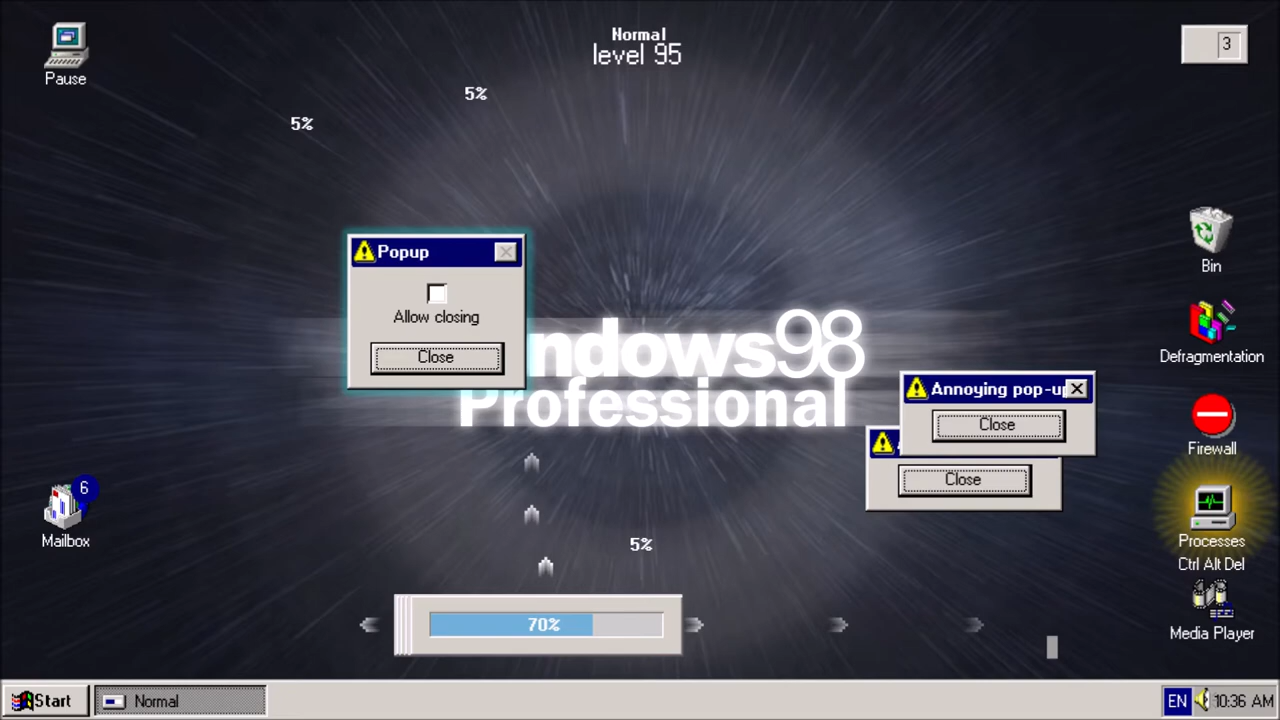 Normal
level 95
3
Pause
5%
5%
Popup
Allow closing
Close
Bin
ndows98
Professional
Defragmentation
Annoying pop-u
Close
Close
Firewall
6
Mailbox
Processes
Ctrl Alt Del
5%
70%
Media Player
Start
Normal
EN
10:36 AM